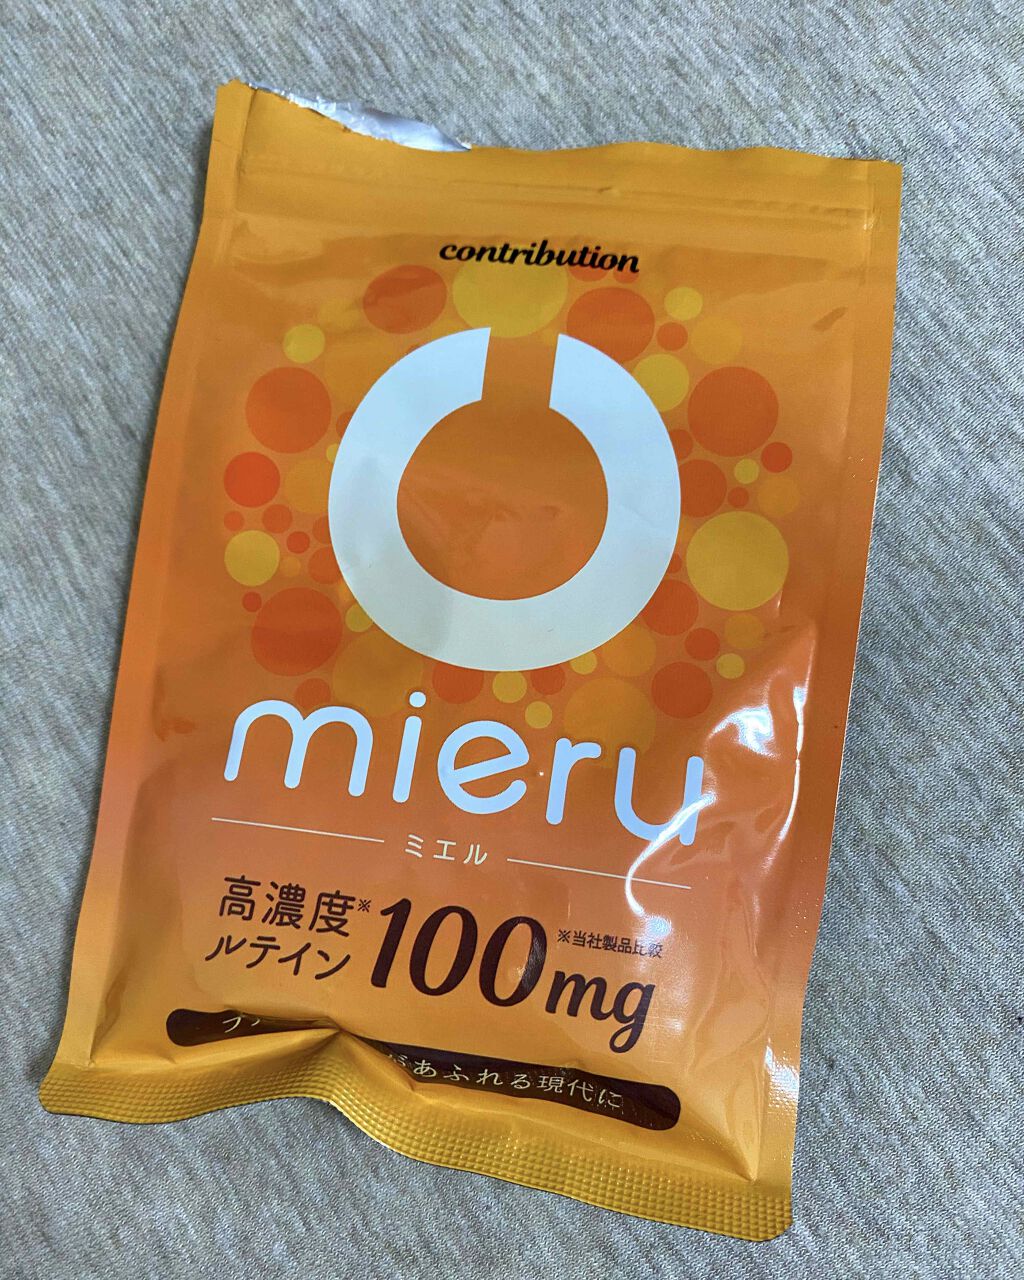 contribution
mieru
ミエル
高濃度※
ルテイン
100mg
※当社製品比較
があふれる現代に